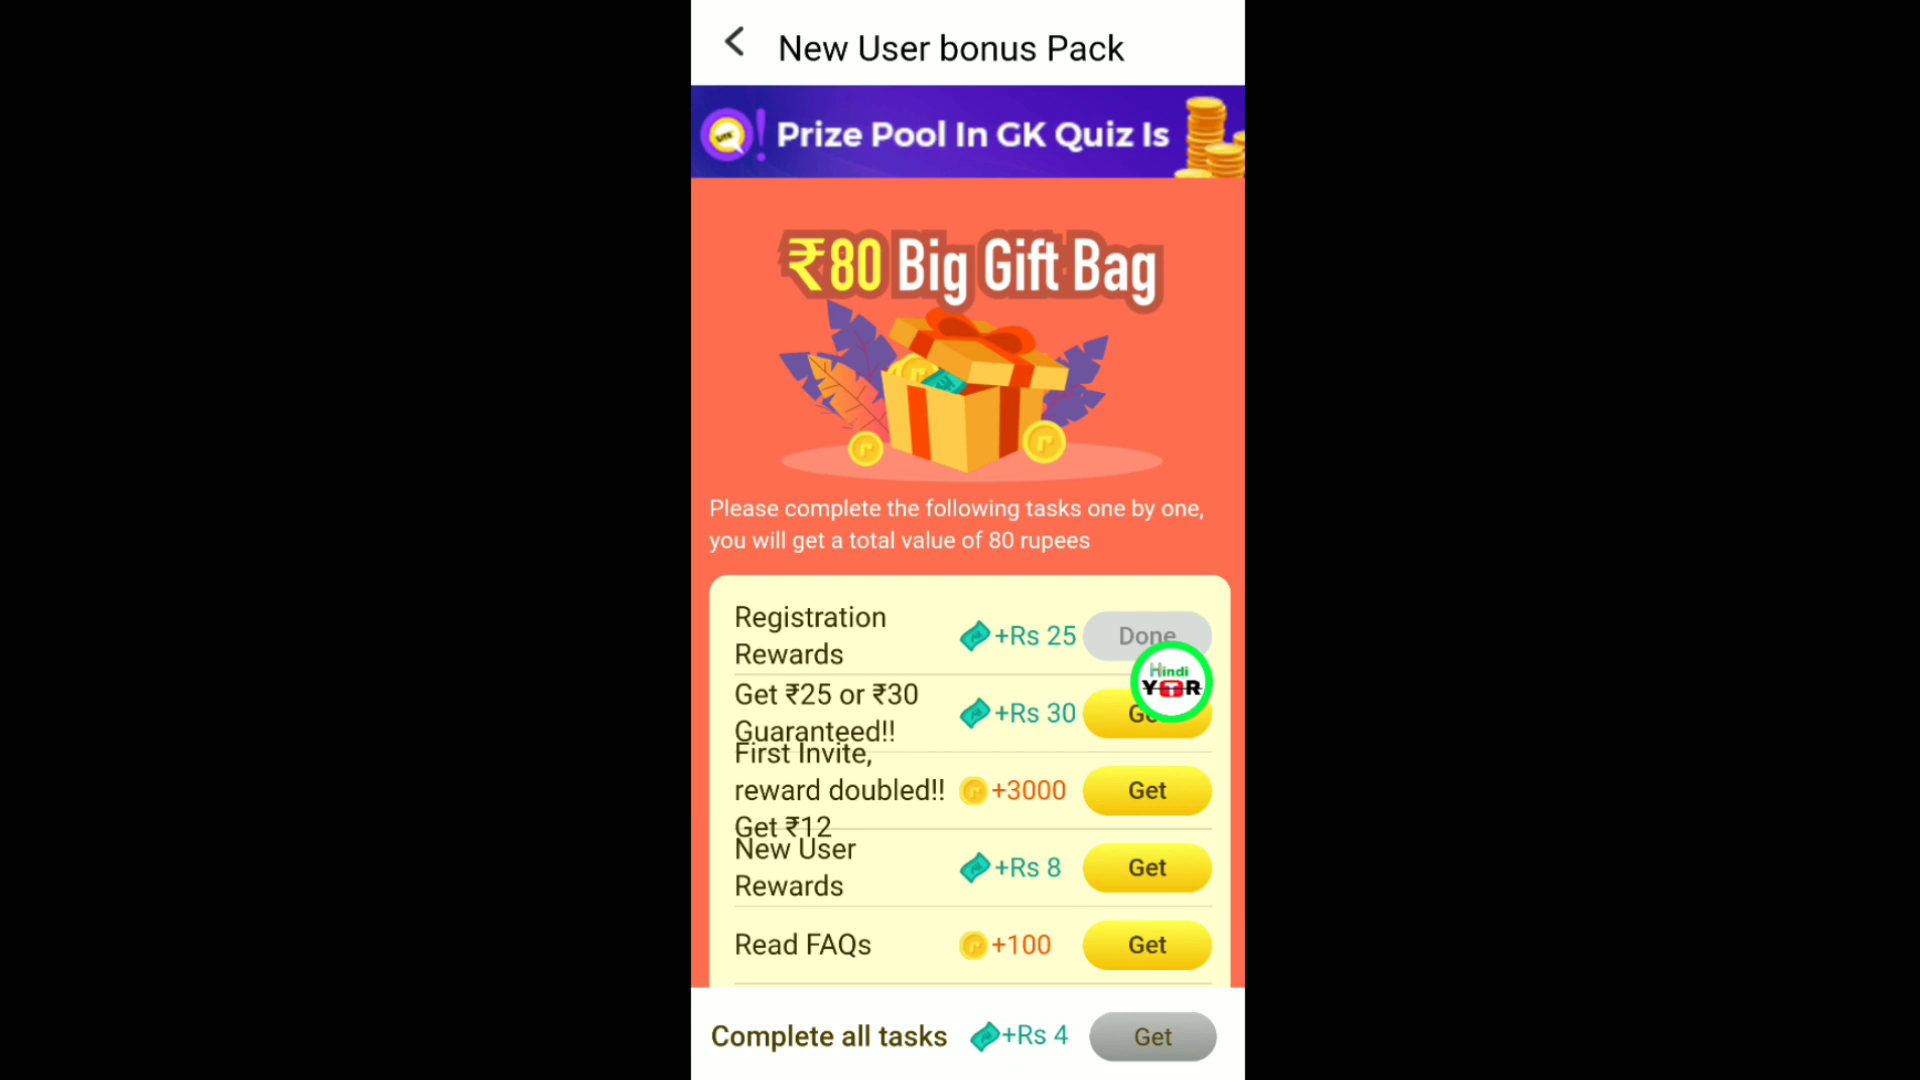 New User bonus Pack
Prize Pool In GK Quiz Is
₹80 Big Gift Bag
Please complete the following tasks one by one,
you will get a total value of 80 rupees
Registration
Rewards
+Rs 25
Done
Hindi
YTR
Get ₹25 or ₹30
Guaranteed!!
+Rs 30
First Invite,
reward doubled!!
Get ₹12
+3000
Get
New User
Rewards
+Rs 8
Get
Read FAQs
+100
Get
Complete all tasks
+Rs 4
Get